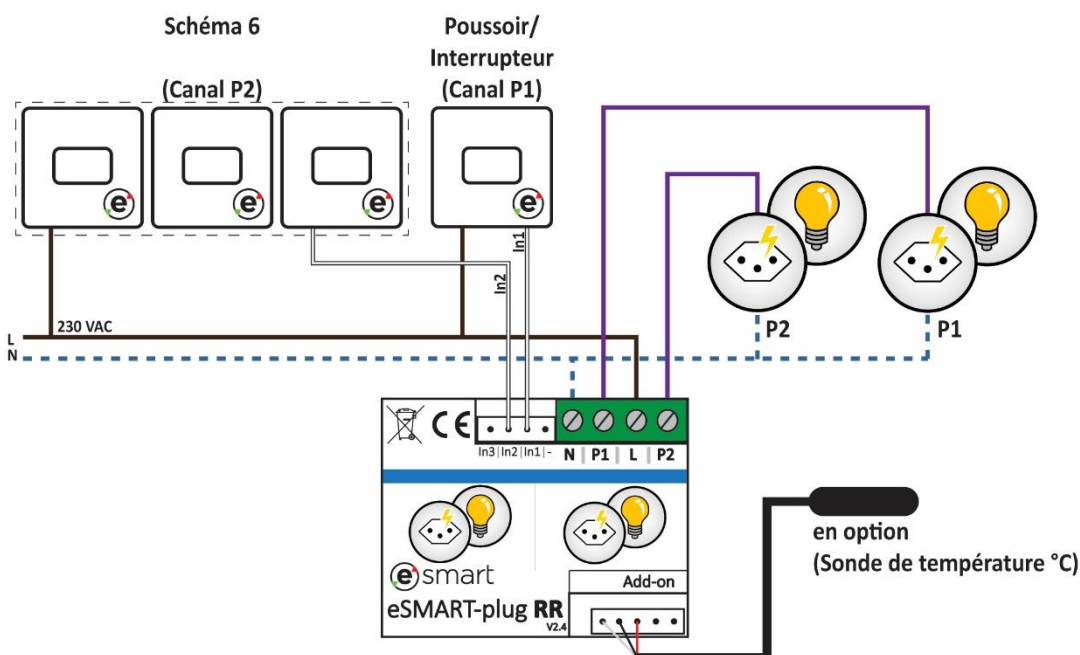 Schéma 6
(Canal P2)
Poussoir/
Interrupteur
(Canal P1)
e
e
e
e
In1
In2
230 VAC
L
N
P2
P1
CE
In3|In2|In1|-
N | P1 | L | P2
e smart
eSMART-plug RR
V2.4
Add-on
en option
(Sonde de température °C)